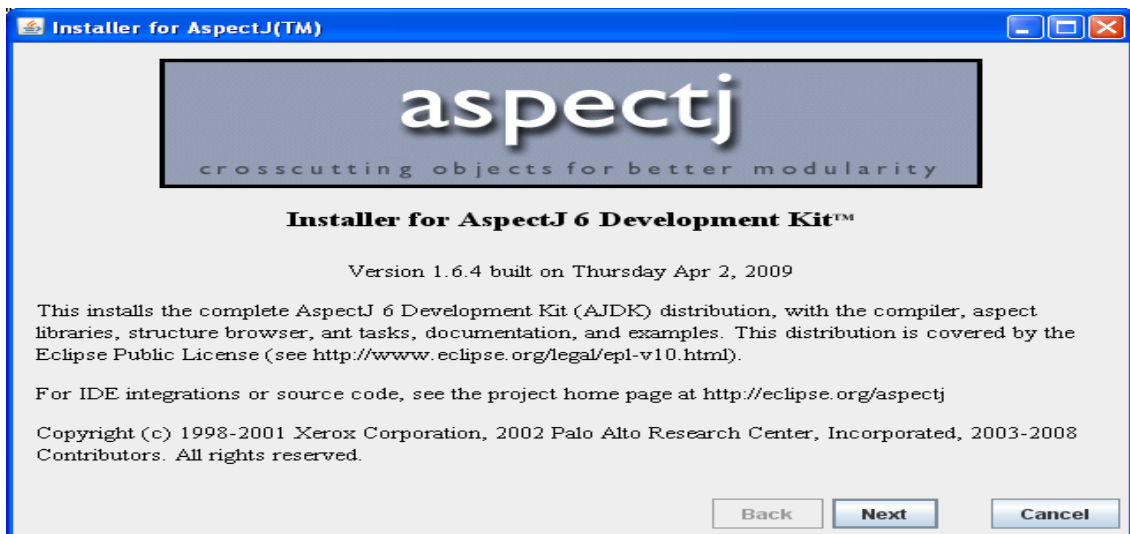 Installer for AspectJ(TM)
aspectj
crosscutting objects for better modularity
Installer for AspectJ 6 Development Kit™
Version 1.6.4 built on Thursday Apr 2, 2009
This installs the complete AspectJ 6 Development Kit (AJDK) distribution, with the compiler, aspect
libraries, structure browser, ant tasks, documentation, and examples. This distribution is covered by the
Eclipse Public License (see http://www.eclipse.org/legal/epl-v10.html).
For IDE integrations or source code, see the project home page at http://eclipse.org/aspectj
Copyright (c) 1998-2001 Xerox Corporation, 2002 Palo Alto Research Center, Incorporated, 2003-2008
Contributors. All rights reserved.
Back Next Cancel